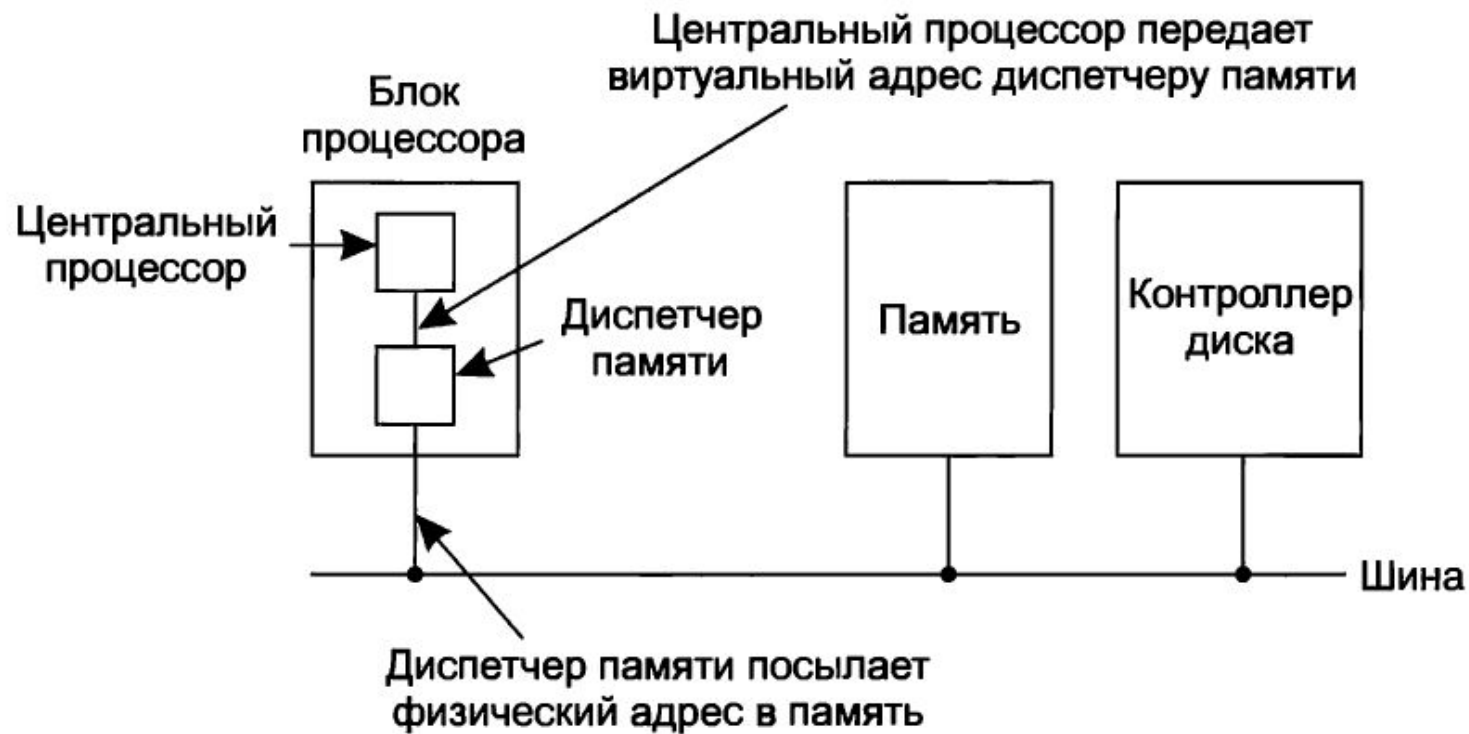 Центральный процессор передает
виртуальный адрес диспетчеру памяти
Блок
процессора
Центральный
процессор
Диспетчер
памяти
Память
Контроллер
диска
Шина
Диспетчер памяти посылает
физический адрес в память